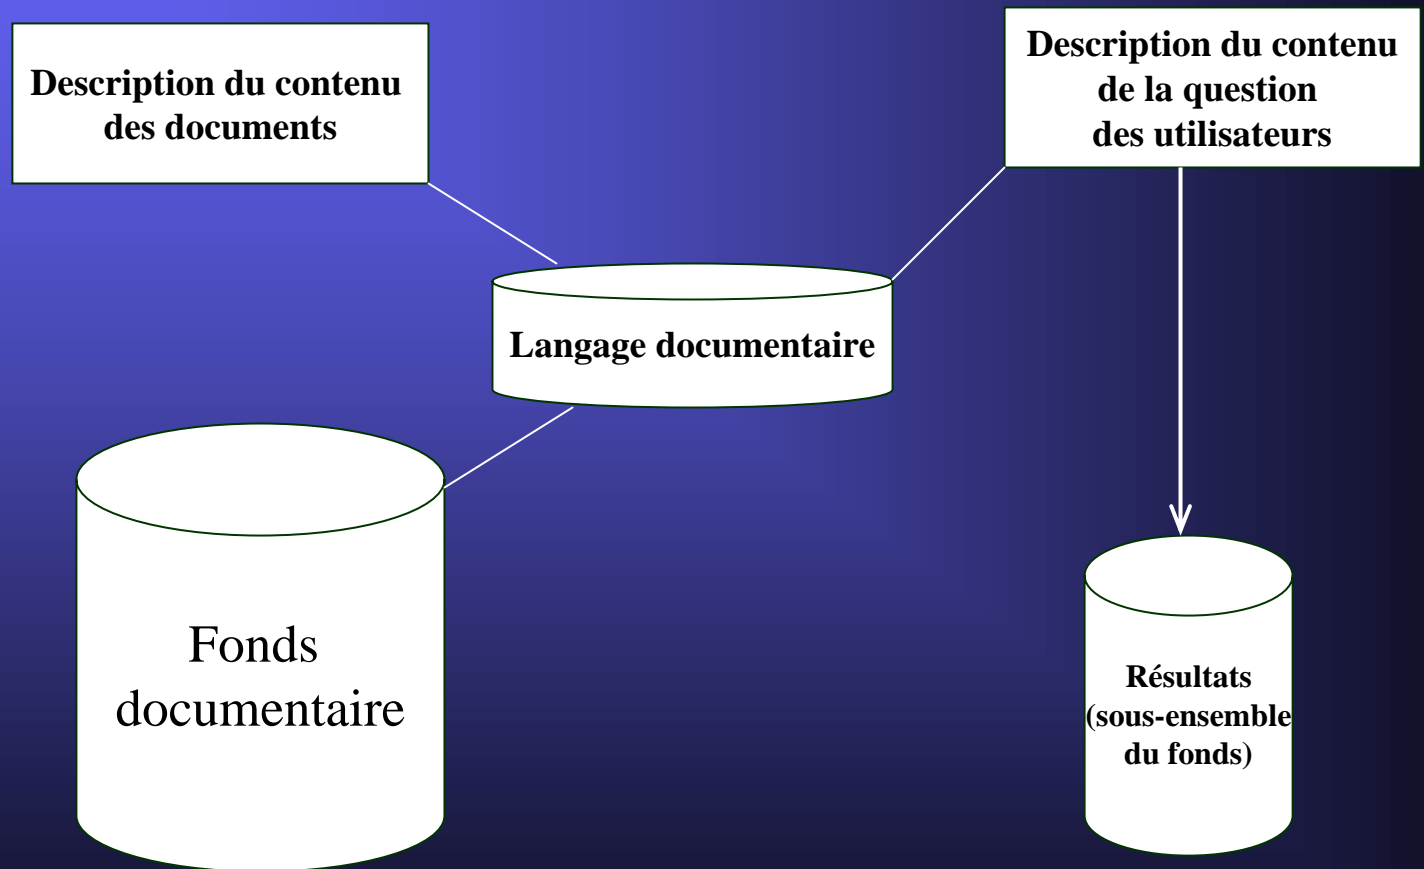 Description du contenu
des documents
Description du contenu
de la question
des utilisateurs
Langage documentaire
Fonds
documentaire
Résultats
(sous-ensemble
du fonds)